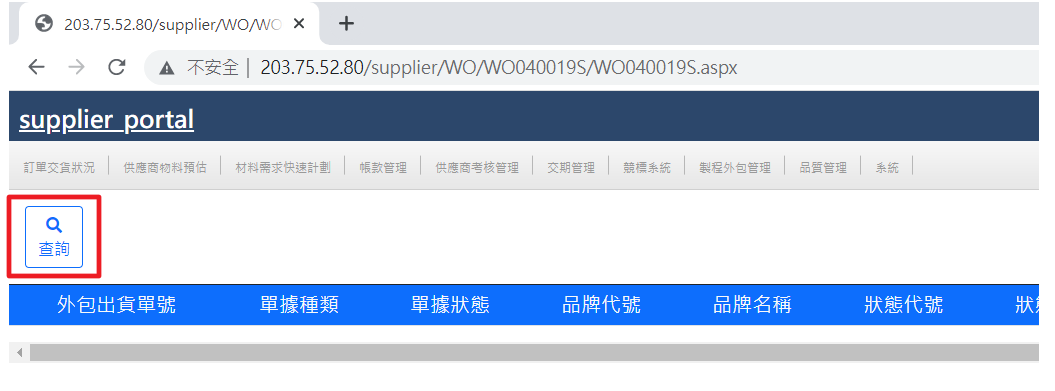 203.75.52.80/supplier/WO/WO
不安全 | 203.75.52.80/supplier/WO/WO040019S/WO040019S.aspx
supplier portal
訂單交貨狀況 供應商物料預估 材料需求快速計劃 帳款管理 供應商考核管理 交期管理 競標系統 製程外包管理 品質管理 系統
查詢
外包出貨單號 單據種類 單據狀態 品牌代號 品牌名稱 狀態代號